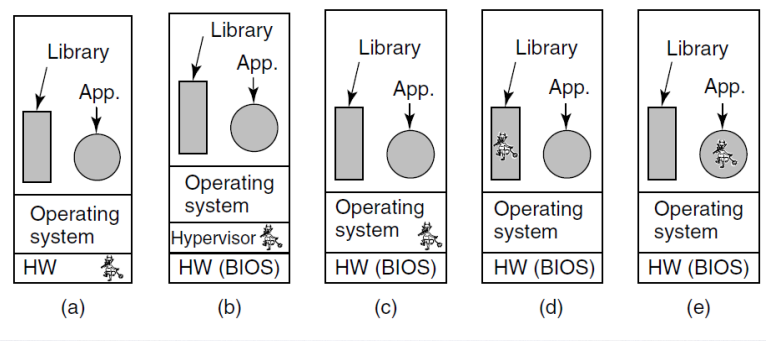 Library
App.
Operating
system
HW
(a)
Library
App.
Operating
system
Hypervisor
HW (BIOS)
(b)
Library
App.
Operating
system
HW (BIOS)
(c)
Library
App.
Operating
system
HW (BIOS)
(d)
Library
App.
Operating
system
HW (BIOS)
(e)